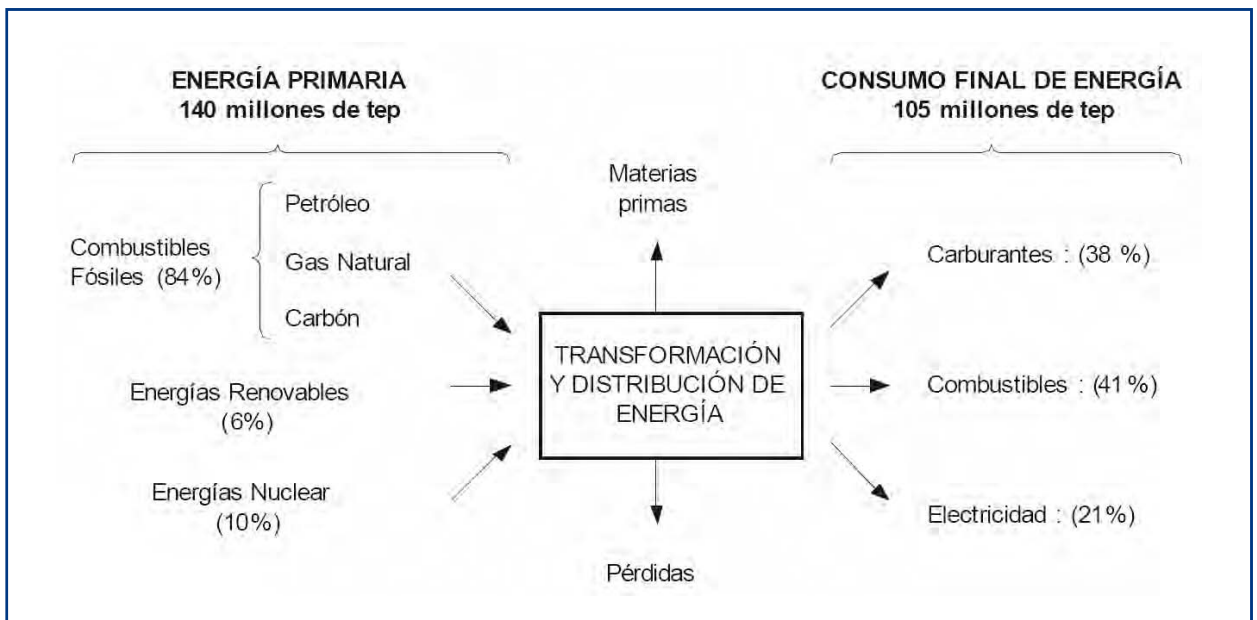 ENERGÍA PRIMARIA
140 millones de tep
CONSUMO FINAL DE ENERGÍA
105 millones de tep
Combustibles
Fósiles (84%)
Petróleo
Gas Natural
Carbón
Energías Renovables
(6%)
Energías Nuclear
(10%)
Materias
primas
TRANSFORMACIÓN
Y DISTRIBUCIÓN DE
ENERGÍA
Pérdidas
Carburantes : (38 %)
Combustibles : (41%)
Electricidad : (21%)